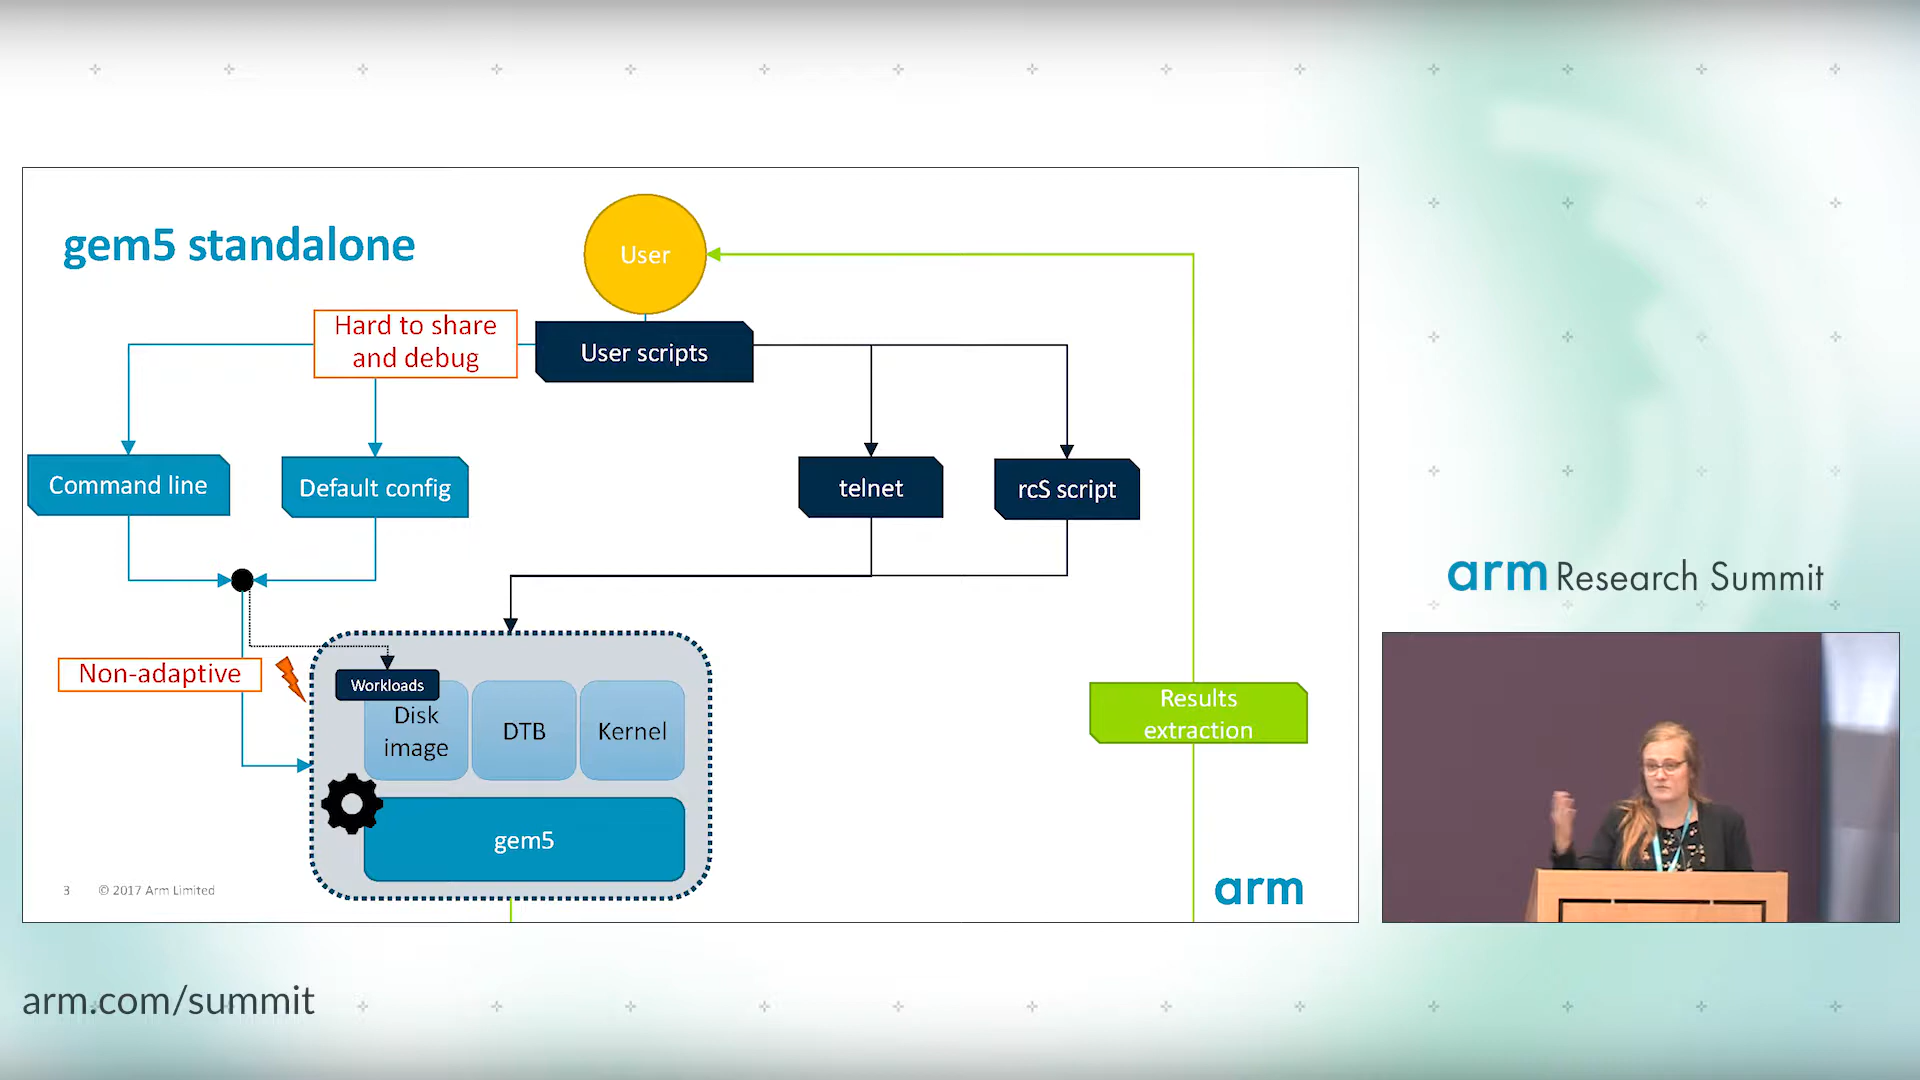 gem5 standalone
User
Hard to share
and debug
User scripts
Command line
Default config
telnet
rcS script
Non-adaptive
Workloads
Disk
image
DTB
Kernel
gem5
Results
extraction
3 © 2017 Arm Limited
arm
arm Research Summit
arm.com/summit